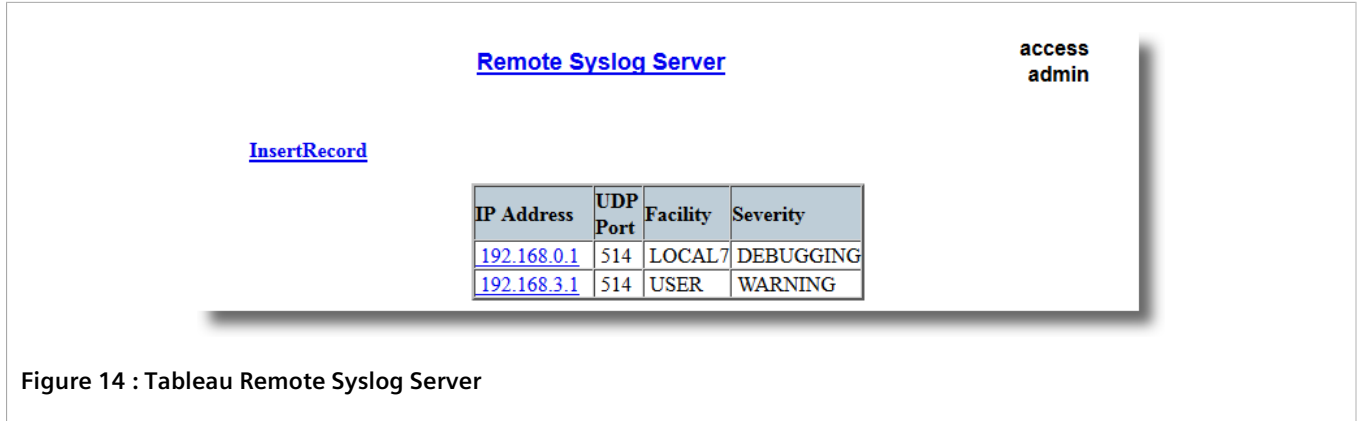 Remote Syslog Server
access
admin
InsertRecord
IP Address UDP Port Facility Severity
192.168.0.1 514 LOCAL7 DEBUGGING
192.168.3.1 514 USER WARNING
Figure 14 : Tableau Remote Syslog Server